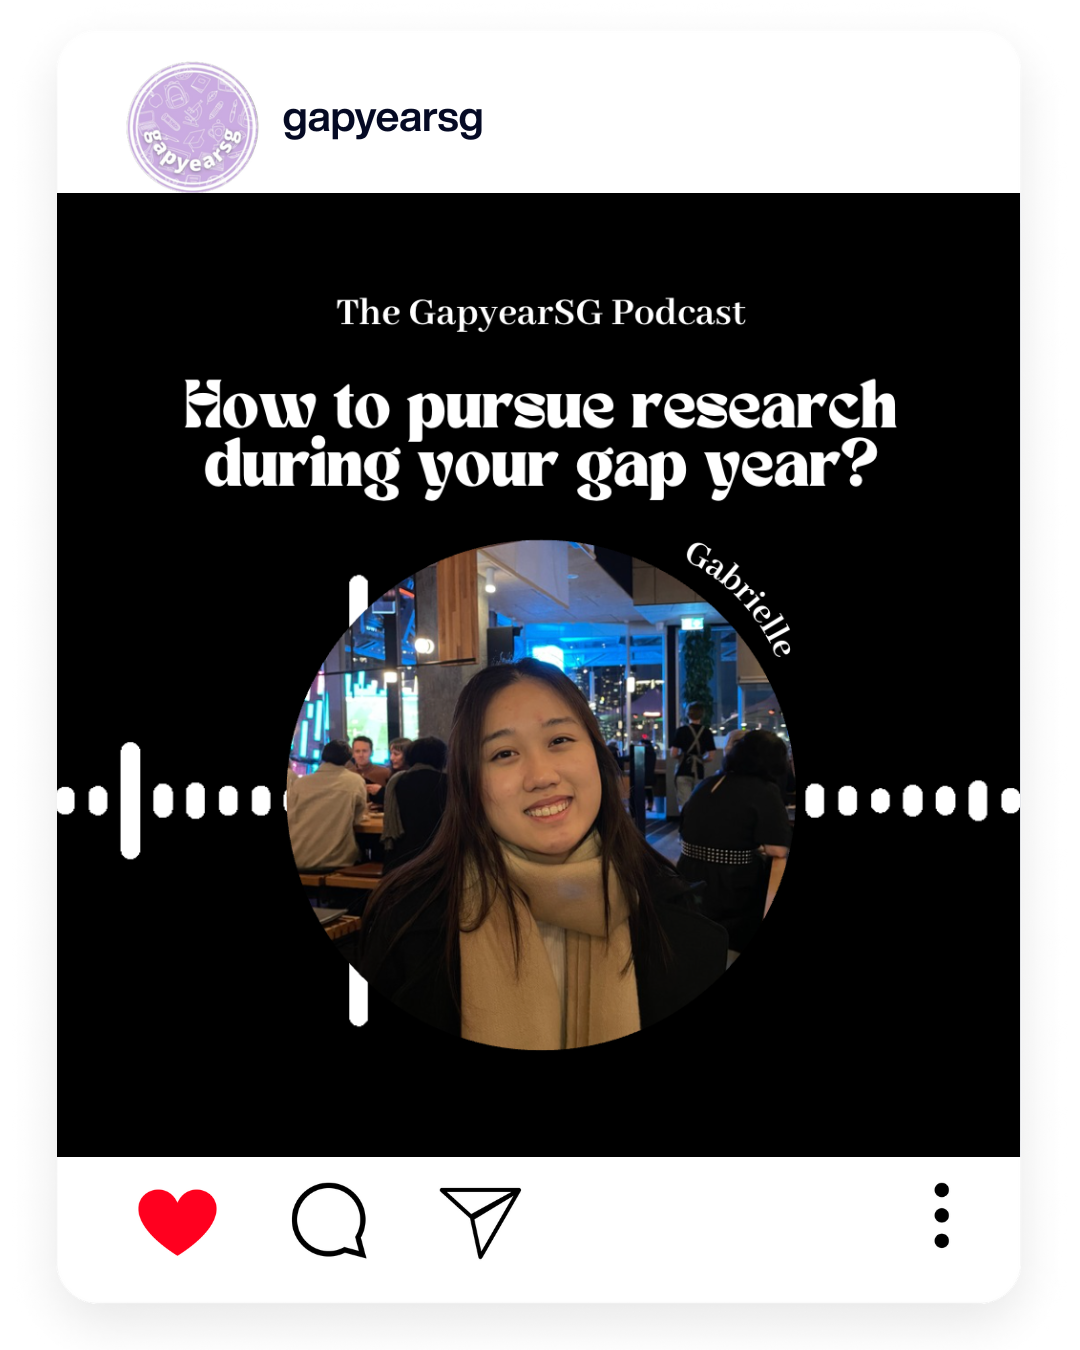 gapyearsg
gapyearsg
The GapyearSG Podcast
How to pursue research
during your gap year?
Gabrielle